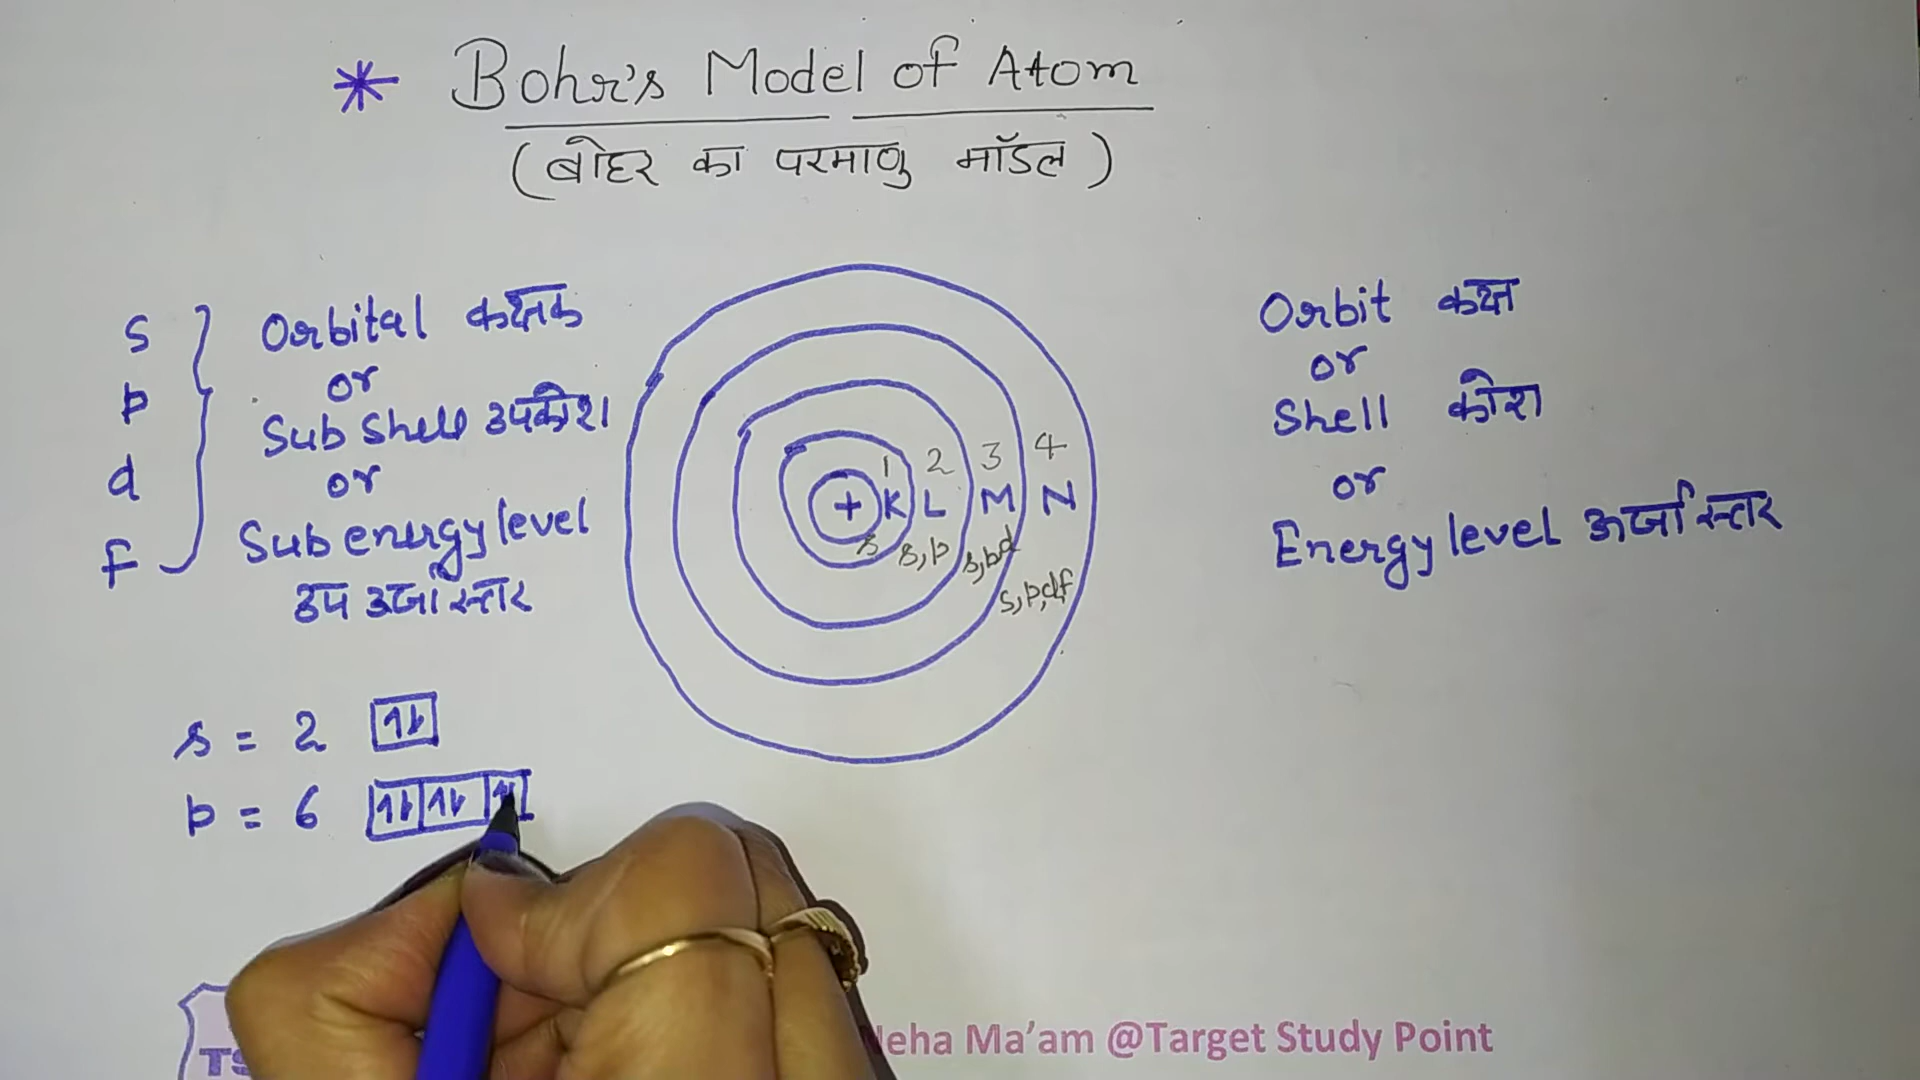 * Bohr's Model of Atom
(बोहर का परमाणु मॉडल)
s
p
d
f
Orbital कक्षक
or
Sub Shell उपकोश
or
Sub energy level
उप ऊर्जा स्तर
1 2 3 4
+ K L M N
s s,p s,p,d s,p,d,f
Orbit कक्ष
or
Shell कोश
or
Energy level ऊर्जा स्तर
s = 2 ↑↓
p = 6 ↑↓ ↑↓
Neha Ma'am @Target Study Point